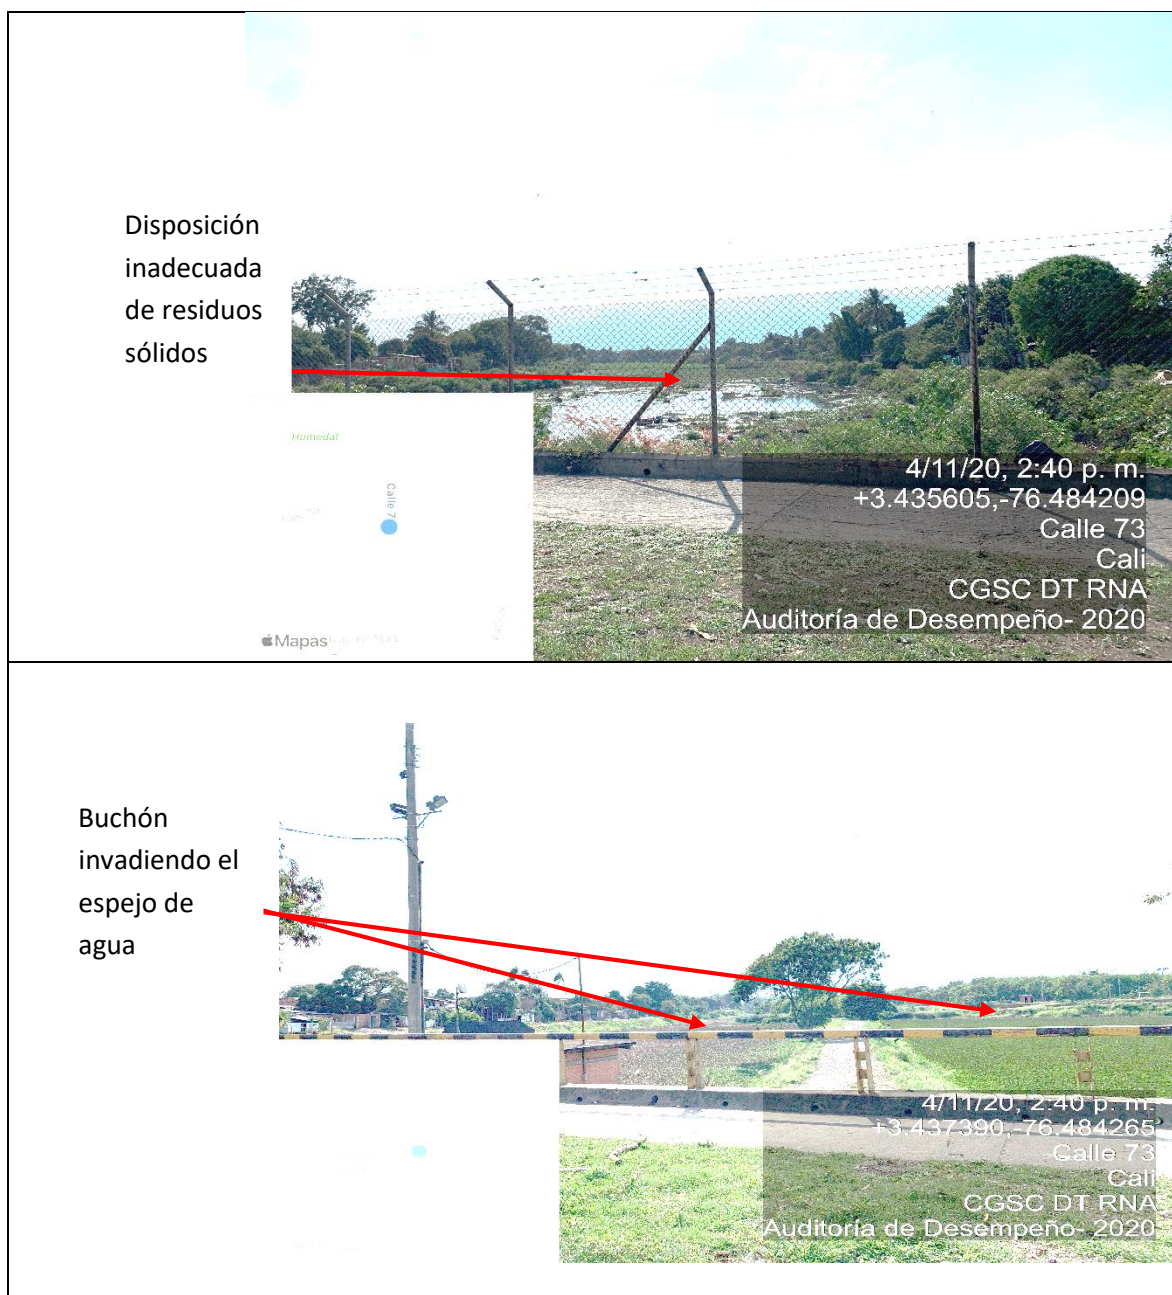 Disposición
inadecuada
de residuos
sólidos
Humedal
Calle 7
Mapas
4/11/20, 2:40 p. m.
+3.435605,-76.484209
Calle 73
Cali
CGSC DT RNA
Auditoría de Desempeño- 2020
Buchón
invadiendo el
espejo de
agua
4/11/20, 2:40 p. m.
+3.437390,-76.484265
Calle 73
Cali
CGSC DT RNA
Auditoría de Desempeño- 2020